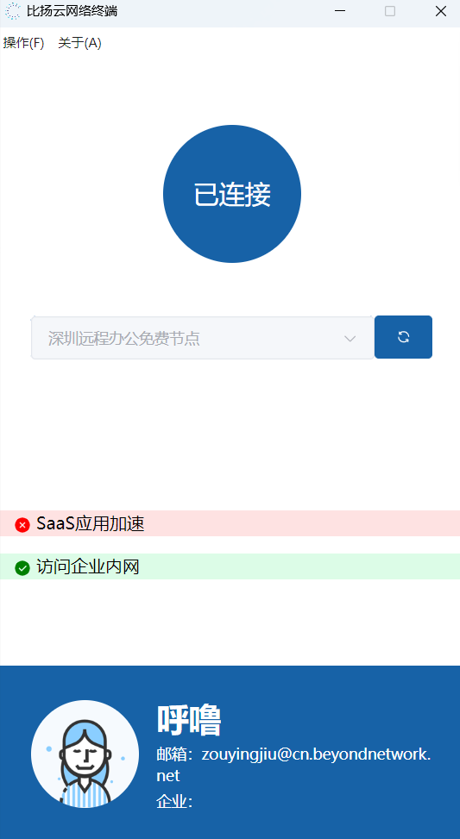 比扬云网络终端
操作(F) 关于(A)
已连接
深圳远程办公免费节点
SaaS应用加速
访问企业内网
呼噜
邮箱：zouyingjiu@cn.beyondnetwork.
net
企业：